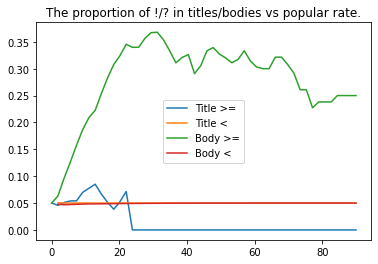 The proportion of !/? in titles/bodies vs popular rate.
0.35
0.30
0.25
0.20
0.15
0.10
0.05
0.00
Title >=
Title <
Body >=
Body <
0 20 40 60 80